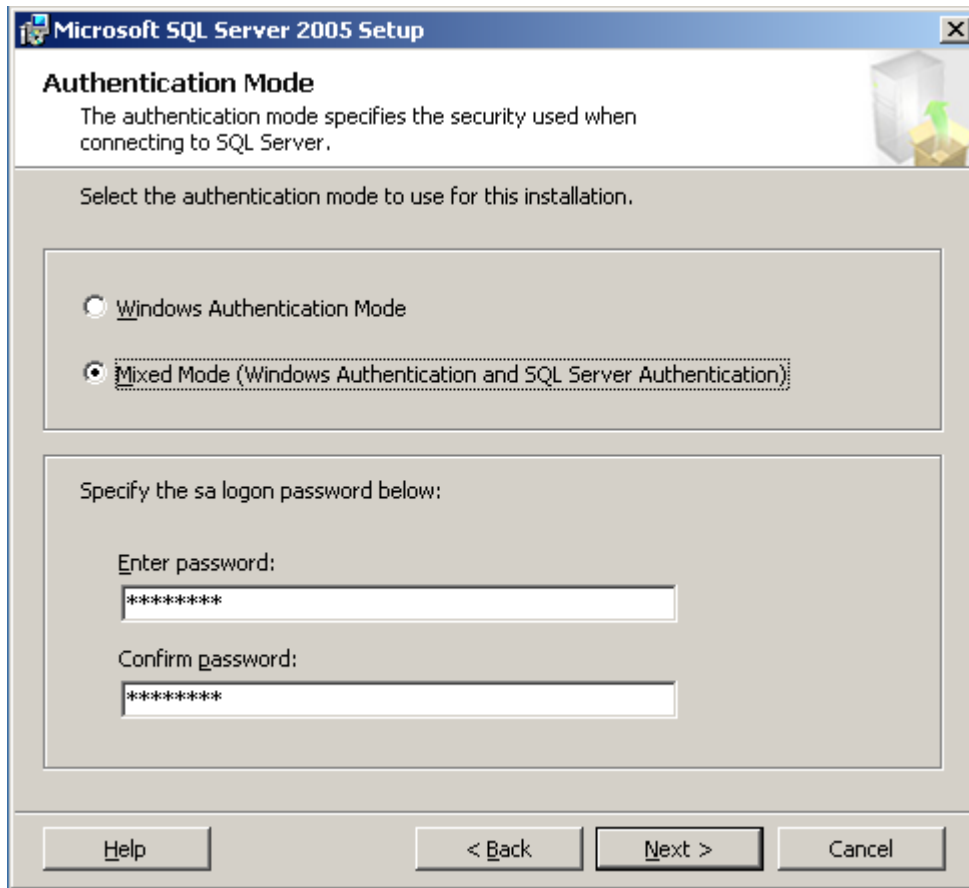 Microsoft SQL Server 2005 Setup
Authentication Mode
The authentication mode specifies the security used when
connecting to SQL Server.
Select the authentication mode to use for this installation.
Windows Authentication Mode
Mixed Mode (Windows Authentication and SQL Server Authentication)
Specify the sa logon password below:
Enter password:
********
Confirm password:
********
Help < Back Next > Cancel